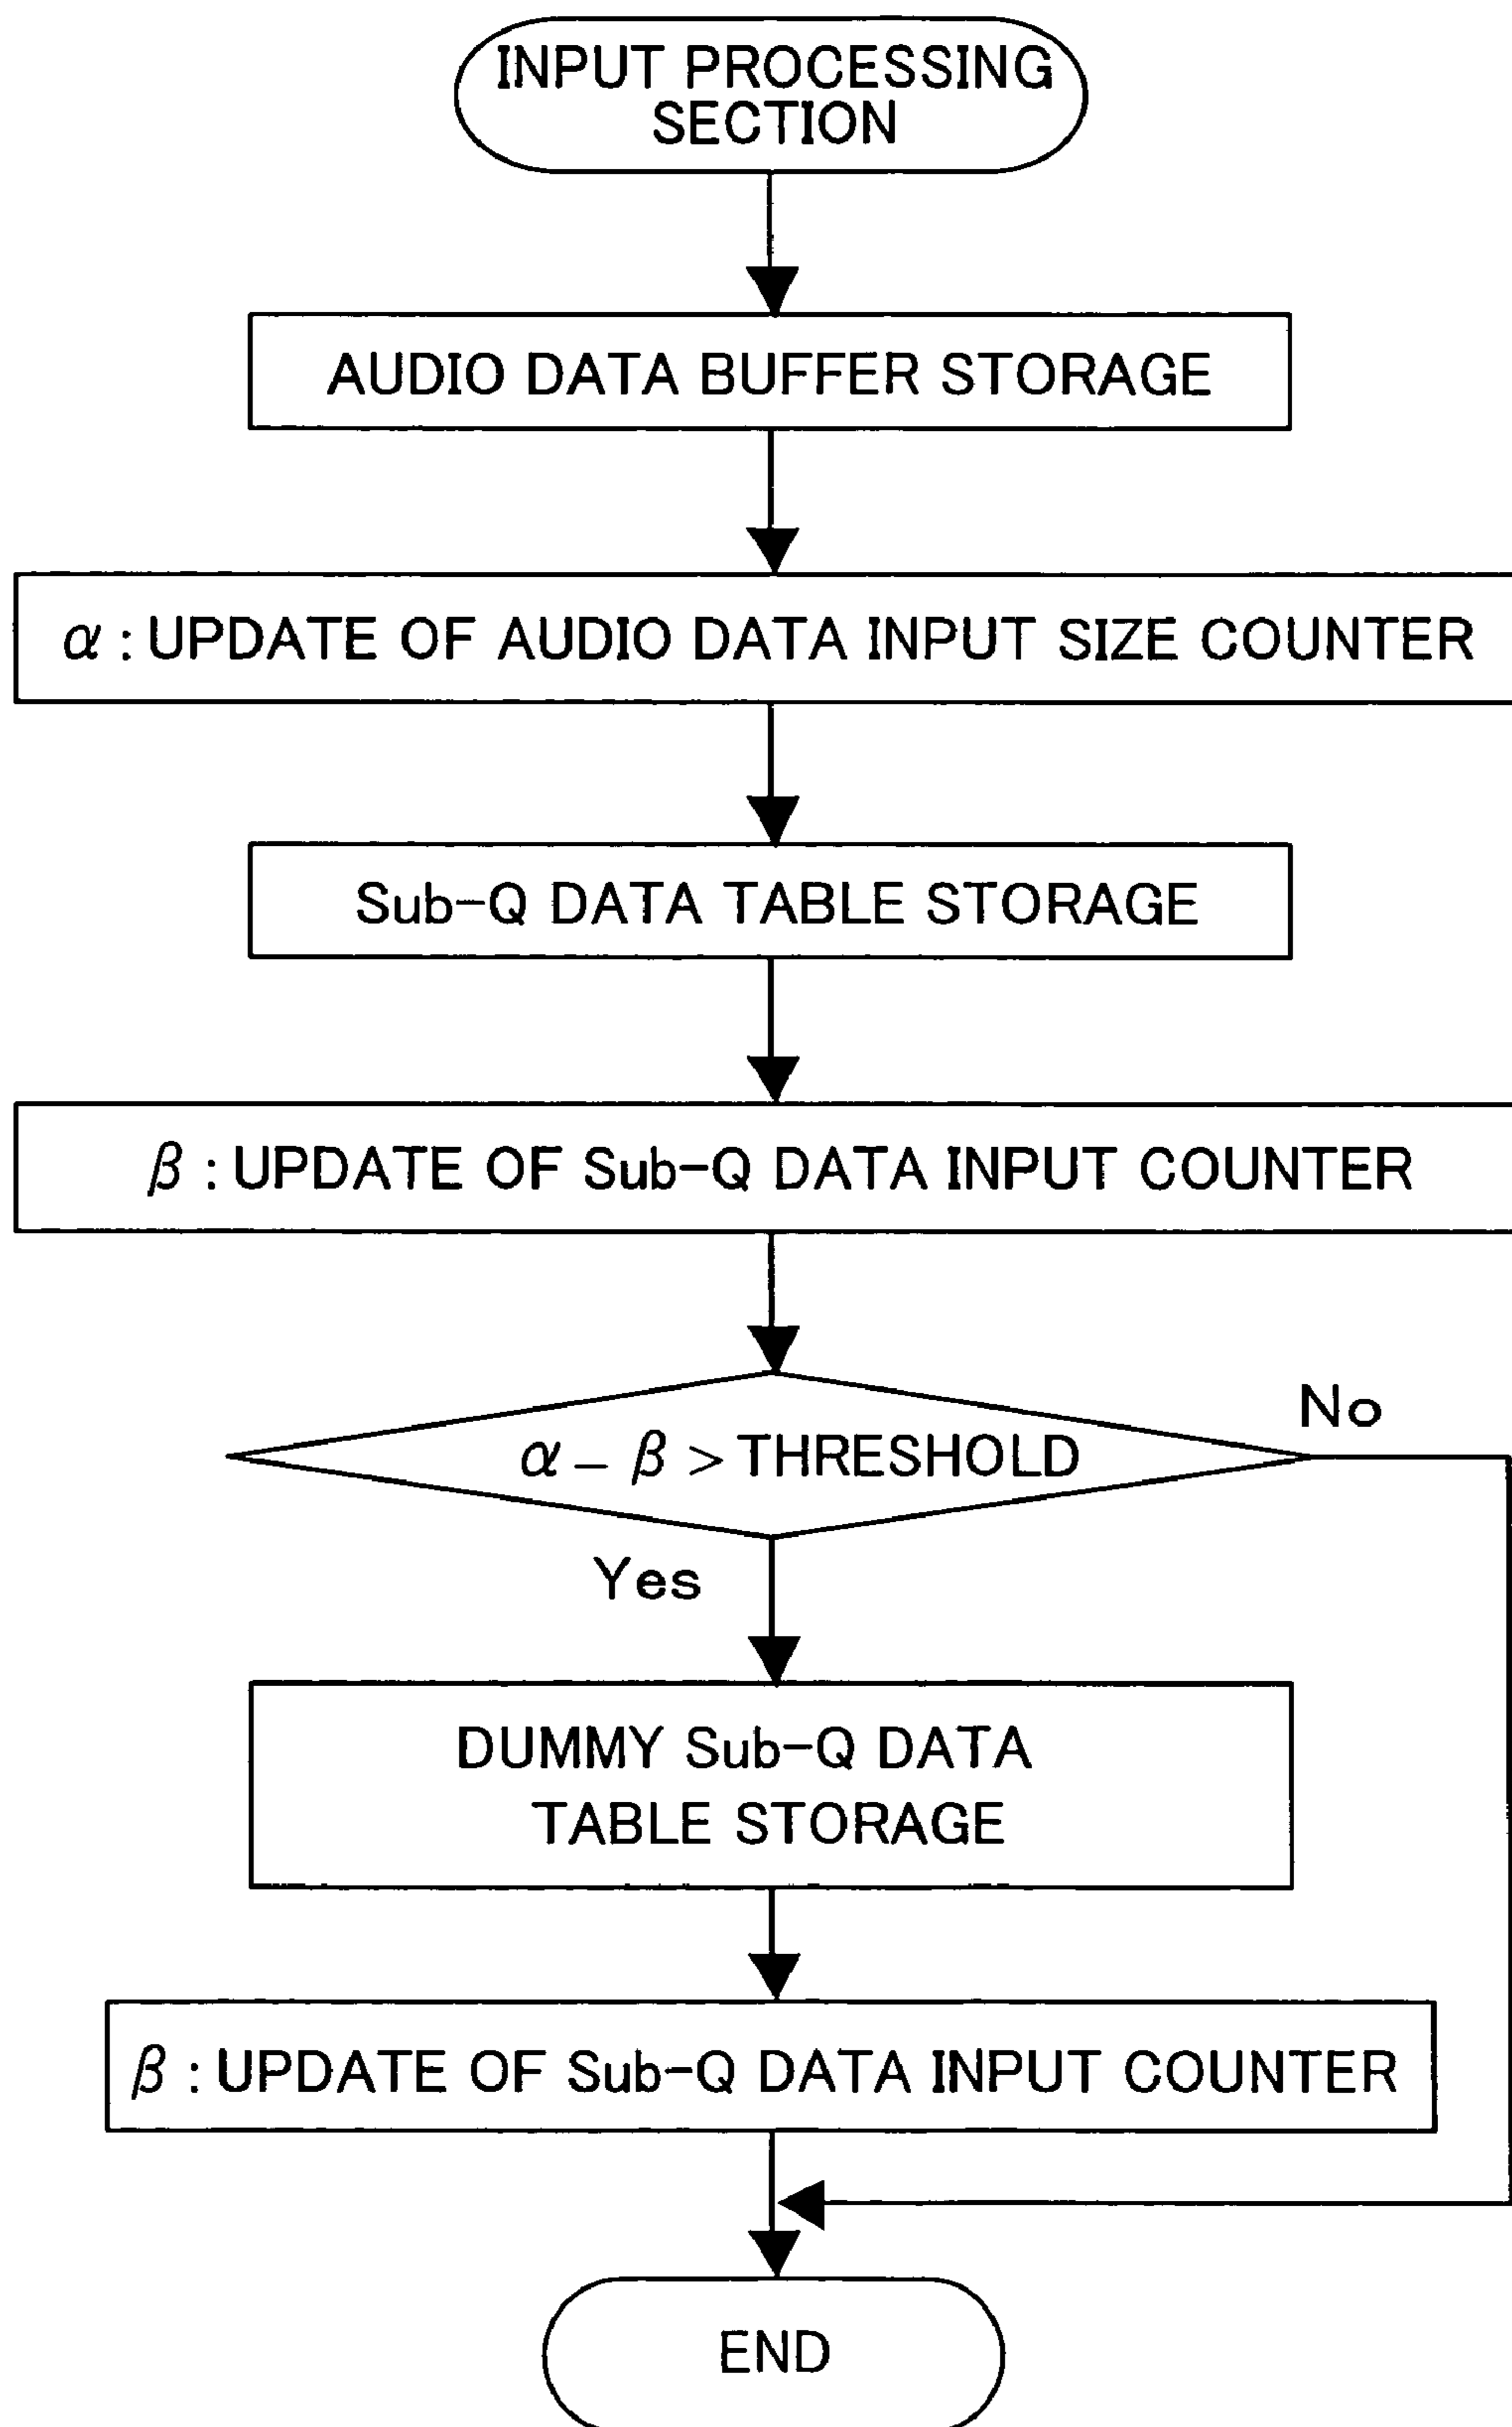 INPUT PROCESSING
SECTION
AUDIO DATA BUFFER STORAGE
α : UPDATE OF AUDIO DATA INPUT SIZE COUNTER
Sub-Q DATA TABLE STORAGE
β : UPDATE OF Sub-Q DATA INPUT COUNTER
α − β > THRESHOLD
No
Yes
DUMMY Sub-Q DATA
TABLE STORAGE
β : UPDATE OF Sub-Q DATA INPUT COUNTER
END